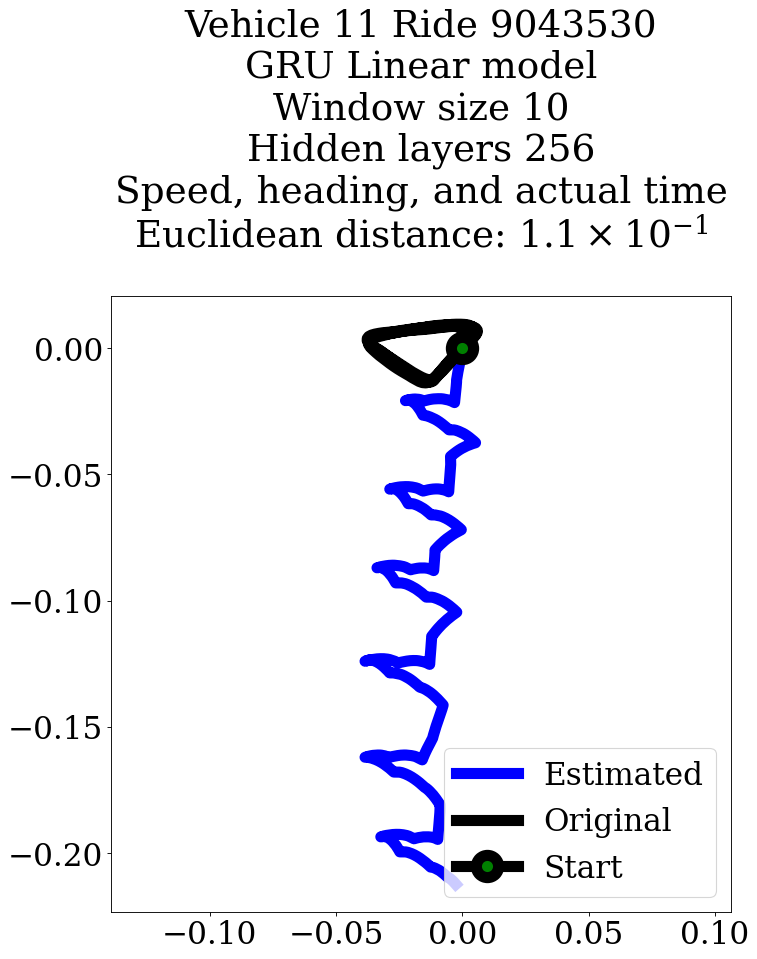 Vehicle 11 Ride 9043530
GRU Linear model
Window size 10
Hidden layers 256
Speed, heading, and actual time
Euclidean distance: 1.1 × 10⁻¹
0.00
−0.05
−0.10
−0.15
−0.20
Estimated
Original
Start
−0.10 −0.05 0.00 0.05 0.10